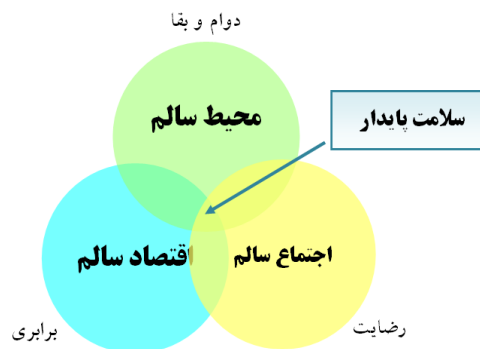 دوام و بقا
محیط سالم
سلامت پایدار
اجتماع سالم
اقتصاد سالم
رضایت
برابری